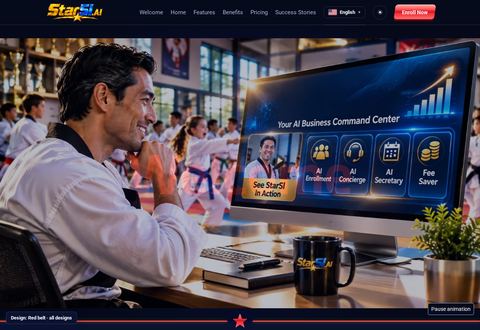 StarSI.AI
Welcome Home Features Benefits Pricing Success Stories English Enroll Now
Your AI Business Command Center
See StarSI In Action
AI Enrollment
AI Concierge
AI Secretary
Fee Saver
StarSI.AI
Pause animation
Design: Red belt · all designs